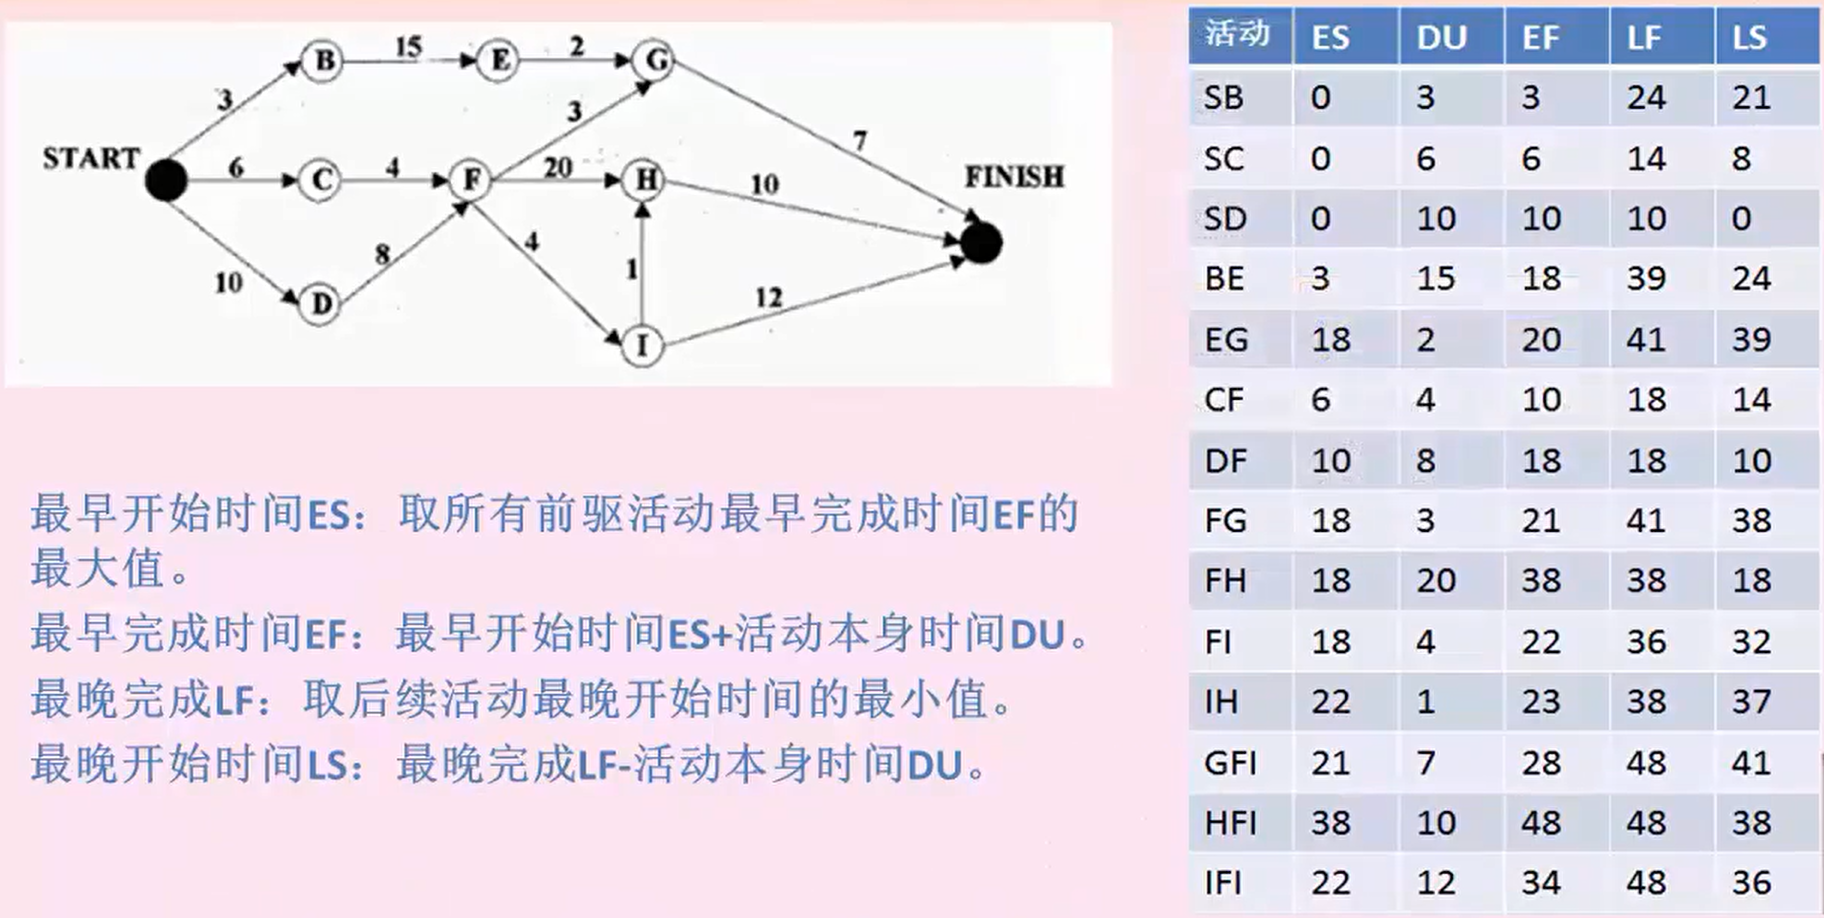 B 15 E 2 G
3 3 7
START 6 C 4 F 20 H 10 FINISH
10 8 4 1 12
D I
最早开始时间ES：取所有前驱活动最早完成时间EF的
最大值。
最早完成时间EF：最早开始时间ES+活动本身时间DU。
最晚完成LF：取后续活动最晚开始时间的最小值。
最晚开始时间LS：最晚完成LF-活动本身时间DU。
活动 ES DU EF LF LS
SB 0 3 3 24 21
SC 0 6 6 14 8
SD 0 10 10 10 0
BE 3 15 18 39 24
EG 18 2 20 41 39
CF 6 4 10 18 14
DF 10 8 18 18 10
FG 18 3 21 41 38
FH 18 20 38 38 18
FI 18 4 22 36 32
IH 22 1 23 38 37
GFI 21 7 28 48 41
HFI 38 10 48 48 38
IFI 22 12 34 48 36